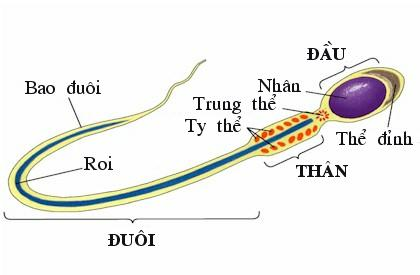 ĐẦU
Nhân
Bao đuôi
Trung thể
Ty thể
Thể đỉnh
Roi
THÂN
ĐUÔI